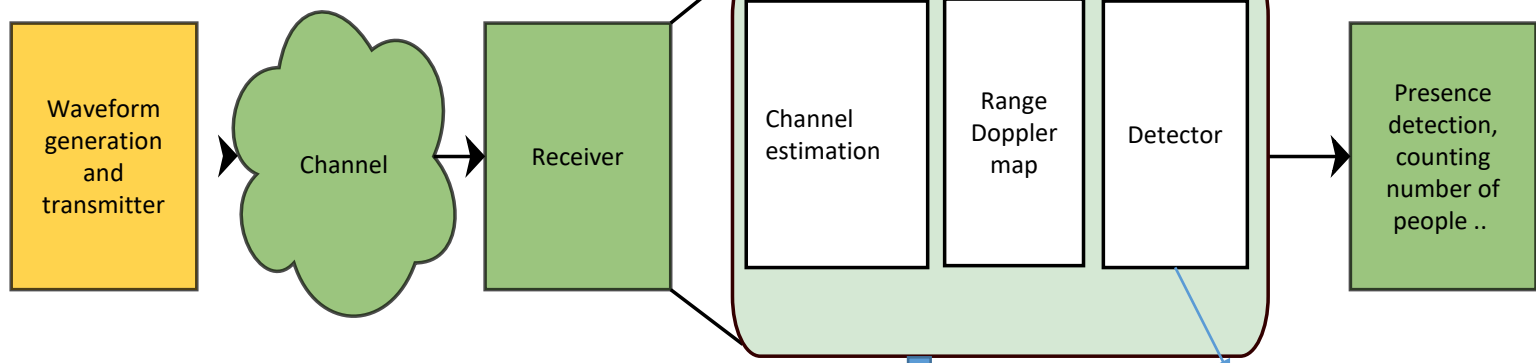 Waveform
generation
and
transmitter
Channel
Receiver
Channel
estimation
Range
Doppler
map
Detector
Presence
detection,
counting
number of
people ..